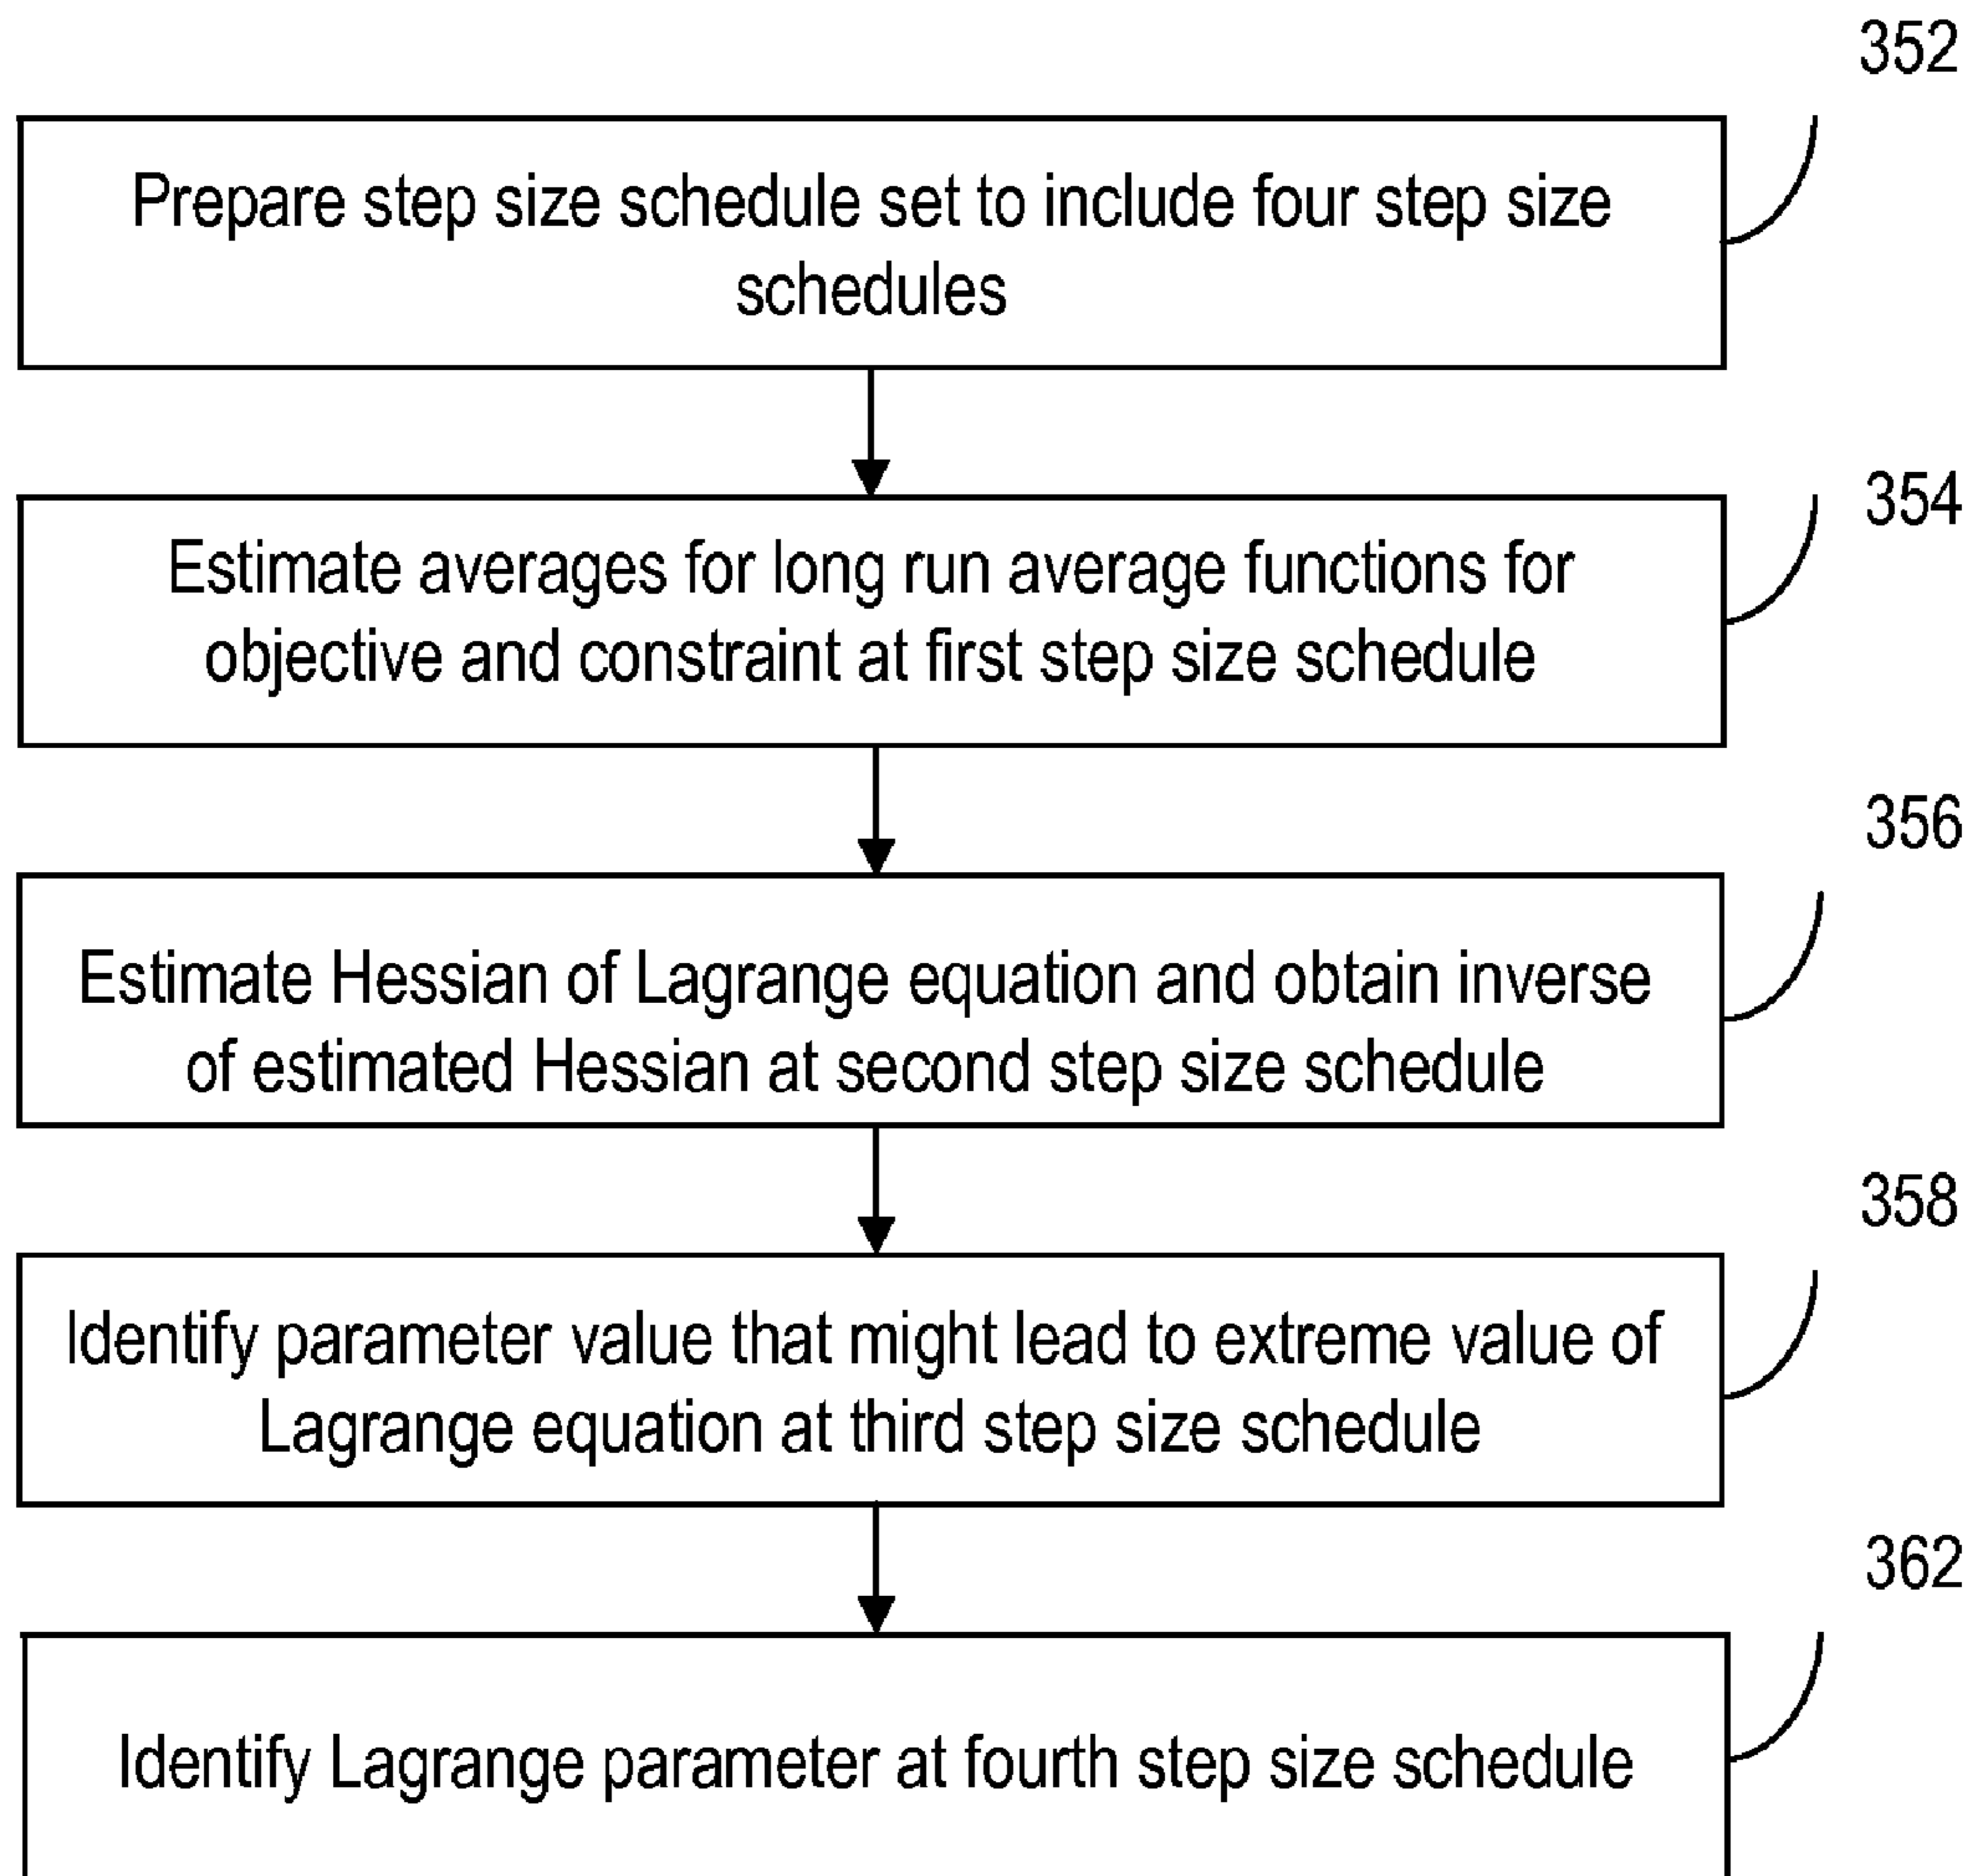 352
Prepare step size schedule set to include four step size
schedules
354
Estimate averages for long run average functions for
objective and constraint at first step size schedule
356
Estimate Hessian of Lagrange equation and obtain inverse
of estimated Hessian at second step size schedule
358
Identify parameter value that might lead to extreme value of
Lagrange equation at third step size schedule
362
Identify Lagrange parameter at fourth step size schedule